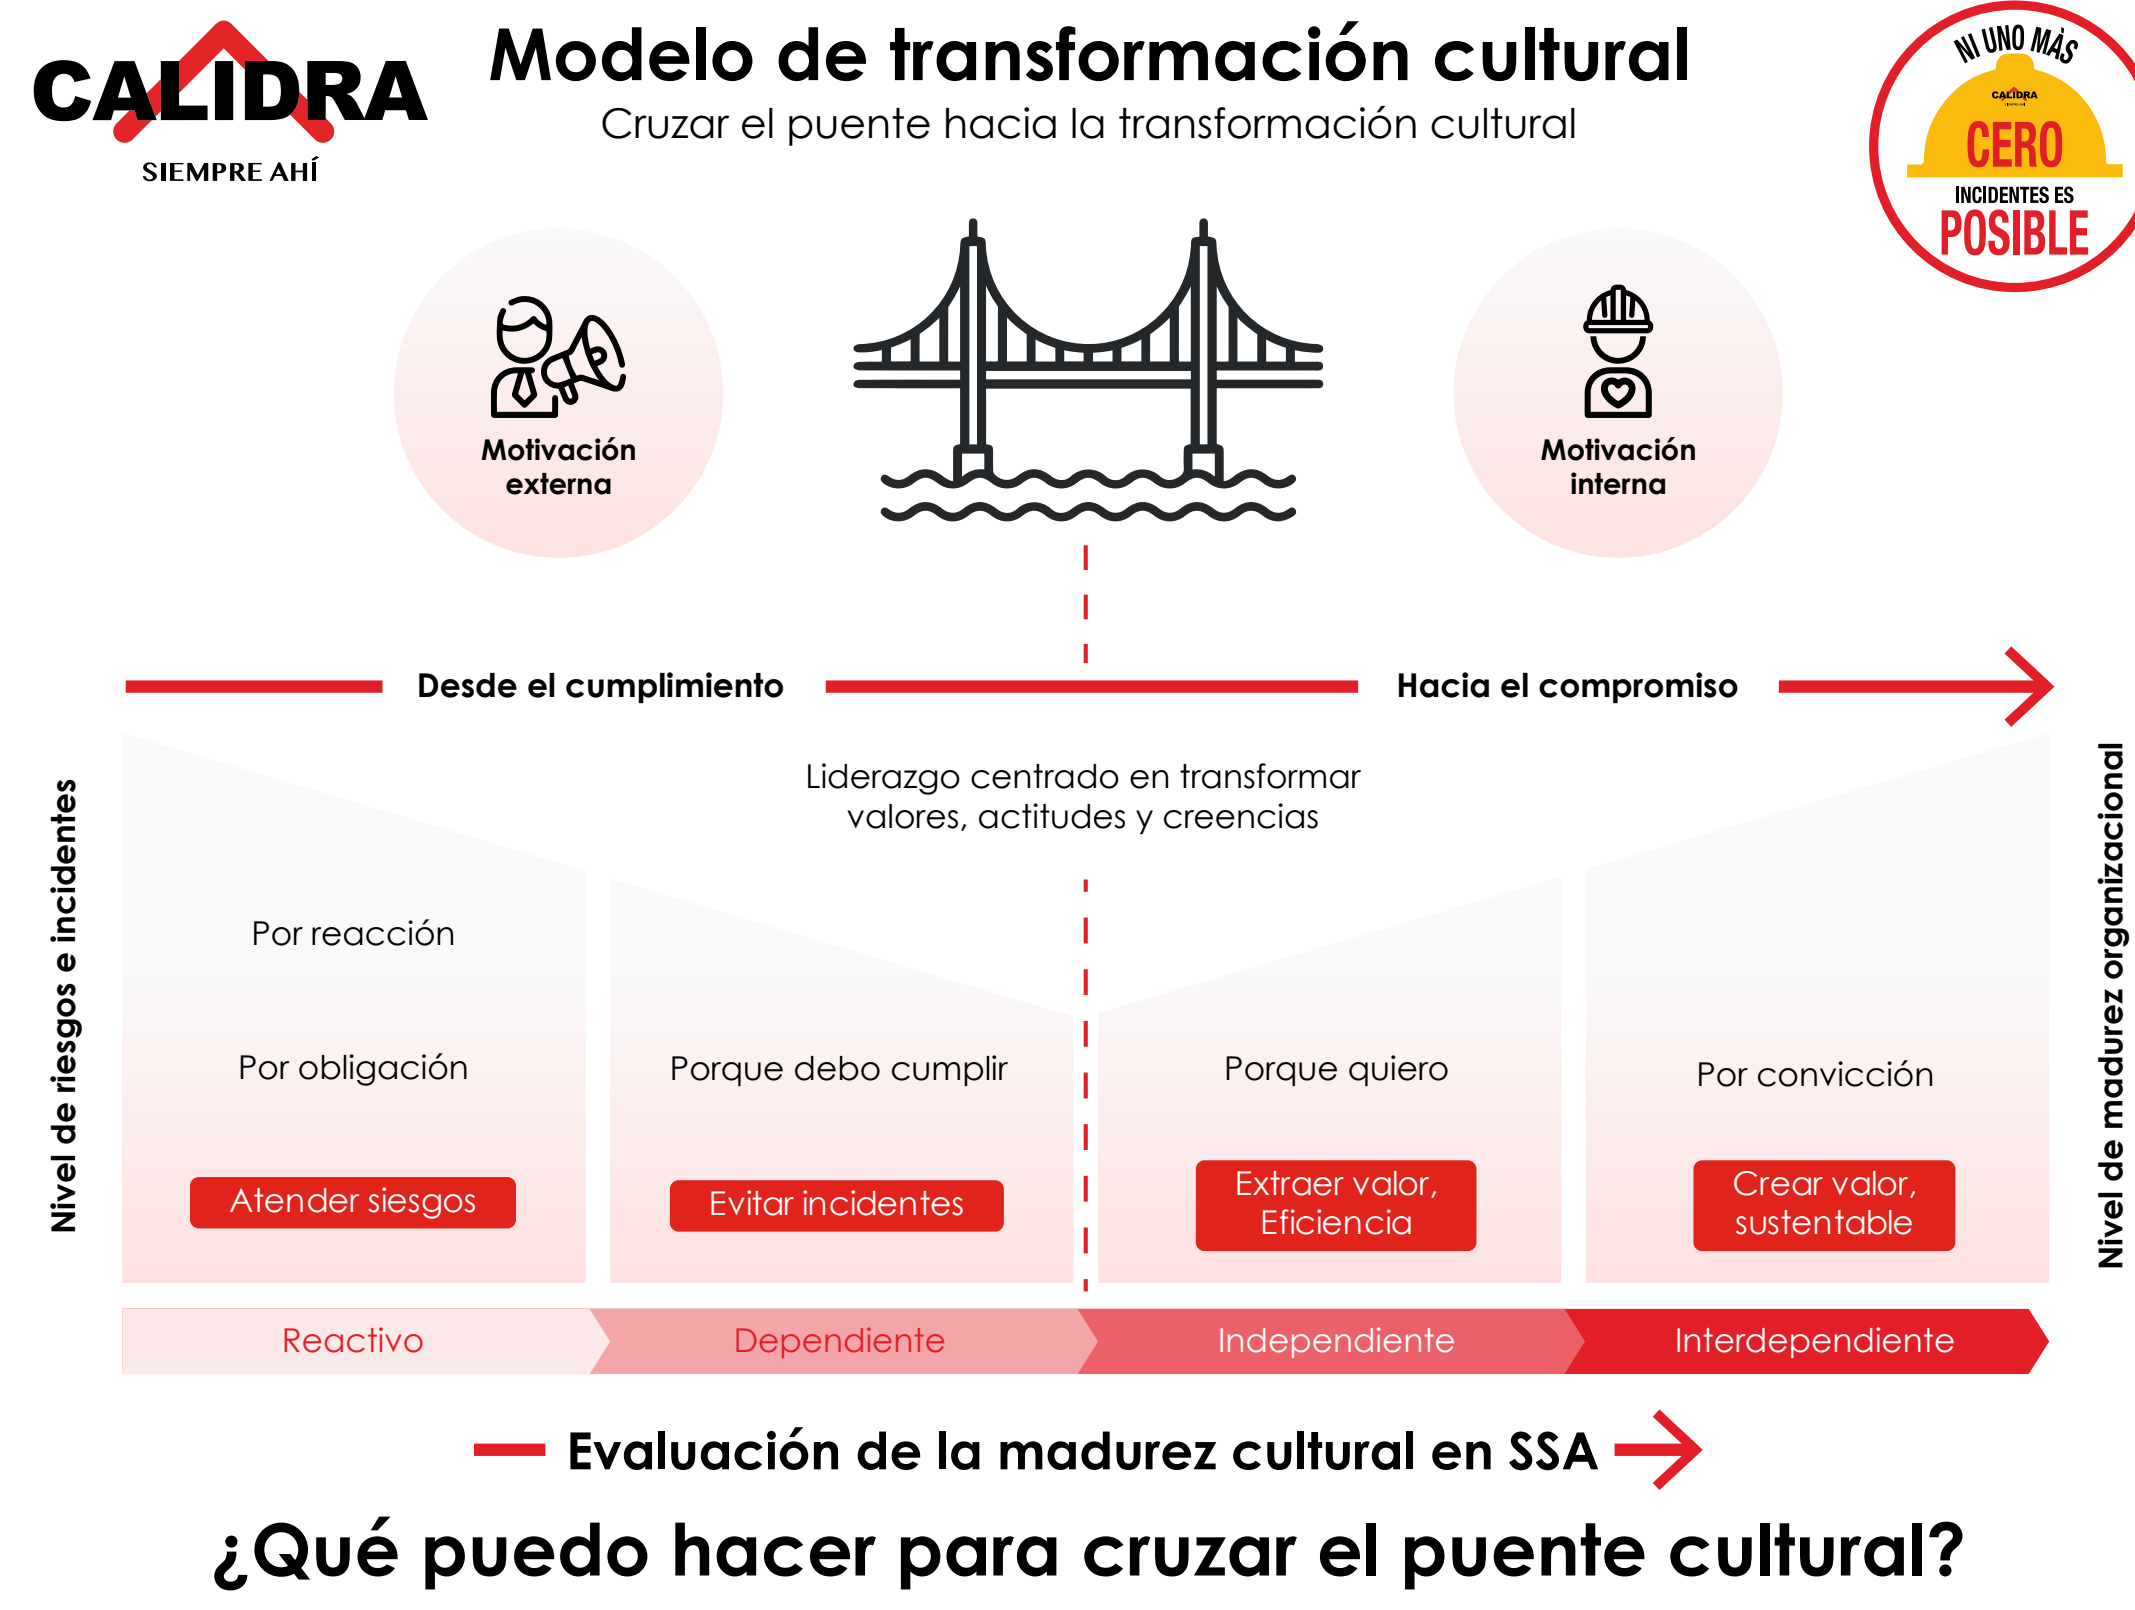 CALIDRA
SIEMPRE AHÍ
Modelo de transformación cultural
Cruzar el puente hacia la transformación cultural
NI UNO MÀS
CALIDRA
SIEMPRE AHÍ
CERO
INCIDENTES ES
POSIBLE
Motivación
externa
Motivación
interna
Desde el cumplimiento
Hacia el compromiso
Liderazgo centrado en transformar
valores, actitudes y creencias
Nivel de riesgos e incidentes
Por reacción
Por obligación
Atender siesgos
Porque debo cumplir
Evitar incidentes
Porque quiero
Extraer valor,
Eficiencia
Por convicción
Crear valor,
sustentable
Nivel de madurez organizacional
Reactivo
Dependiente
Independiente
Interdependiente
Evaluación de la madurez cultural en SSA
¿Qué puedo hacer para cruzar el puente cultural?